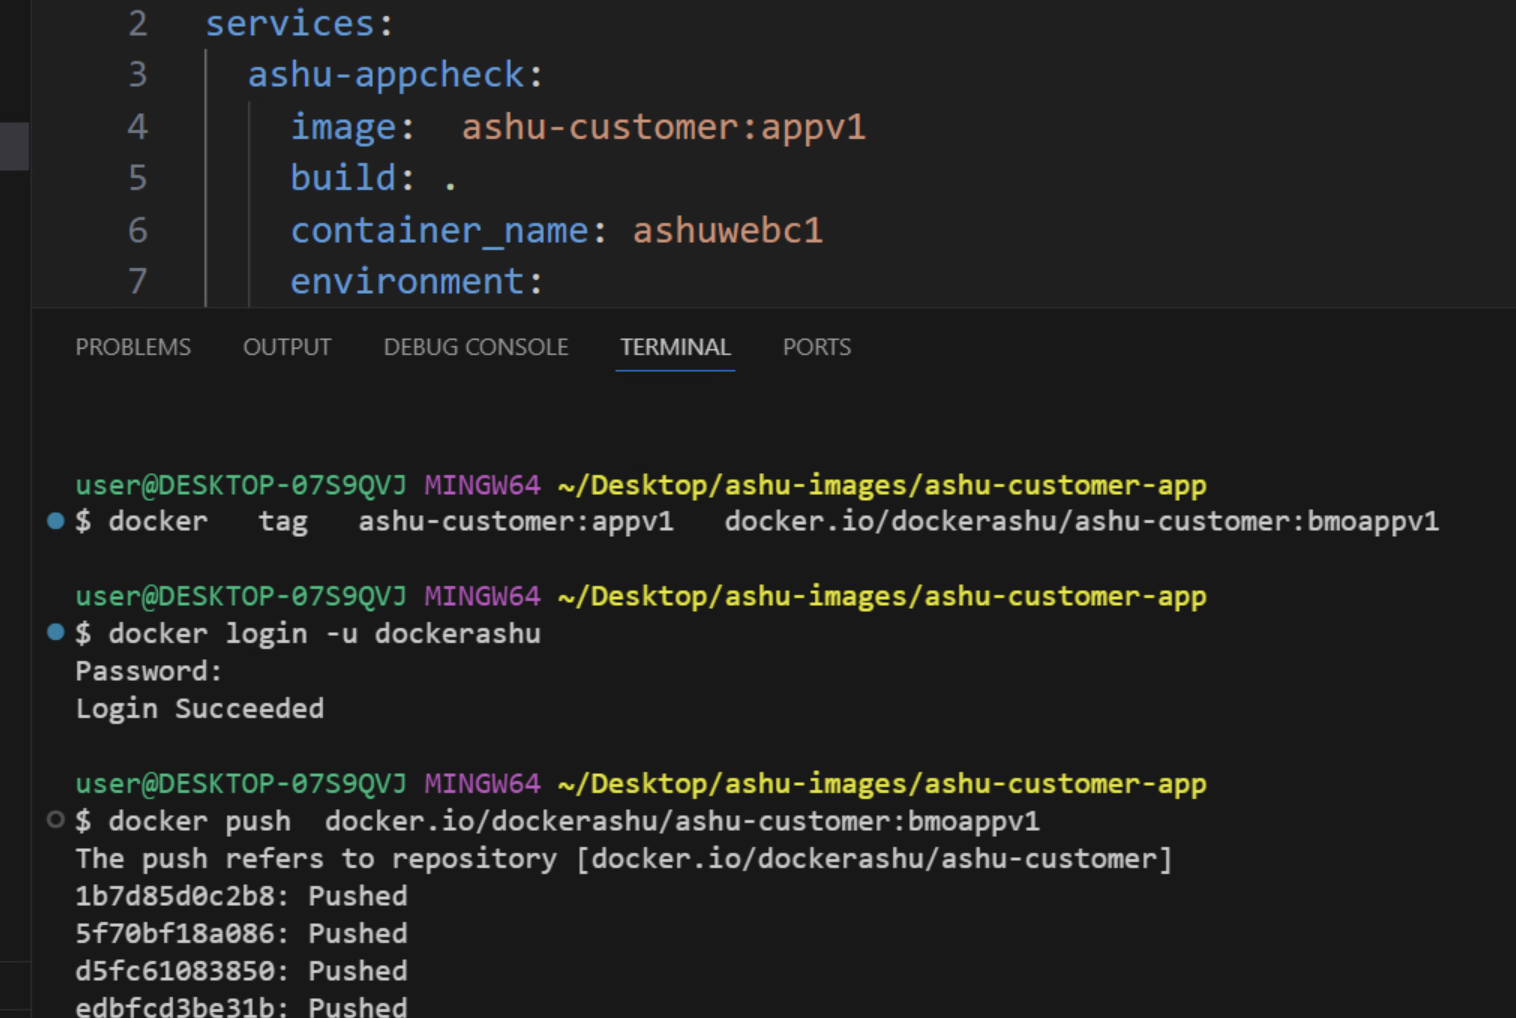 2 services:
3 ashu-appcheck:
4 image: ashu-customer:appv1
5 build: .
6 container_name: ashuwebc1
7 environment:
PROBLEMS OUTPUT DEBUG CONSOLE TERMINAL PORTS
user@DESKTOP-07S9QVJ MINGW64 ~/Desktop/ashu-images/ashu-customer-app
$ docker tag ashu-customer:appv1 docker.io/dockerashu/ashu-customer:bmoappv1
user@DESKTOP-07S9QVJ MINGW64 ~/Desktop/ashu-images/ashu-customer-app
$ docker login -u dockerashu
Password:
Login Succeeded
user@DESKTOP-07S9QVJ MINGW64 ~/Desktop/ashu-images/ashu-customer-app
$ docker push docker.io/dockerashu/ashu-customer:bmoappv1
The push refers to repository [docker.io/dockerashu/ashu-customer]
1b7d85d0c2b8: Pushed
5f70bf18a086: Pushed
d5fc61083850: Pushed
edbfcd3be31b: Pushed